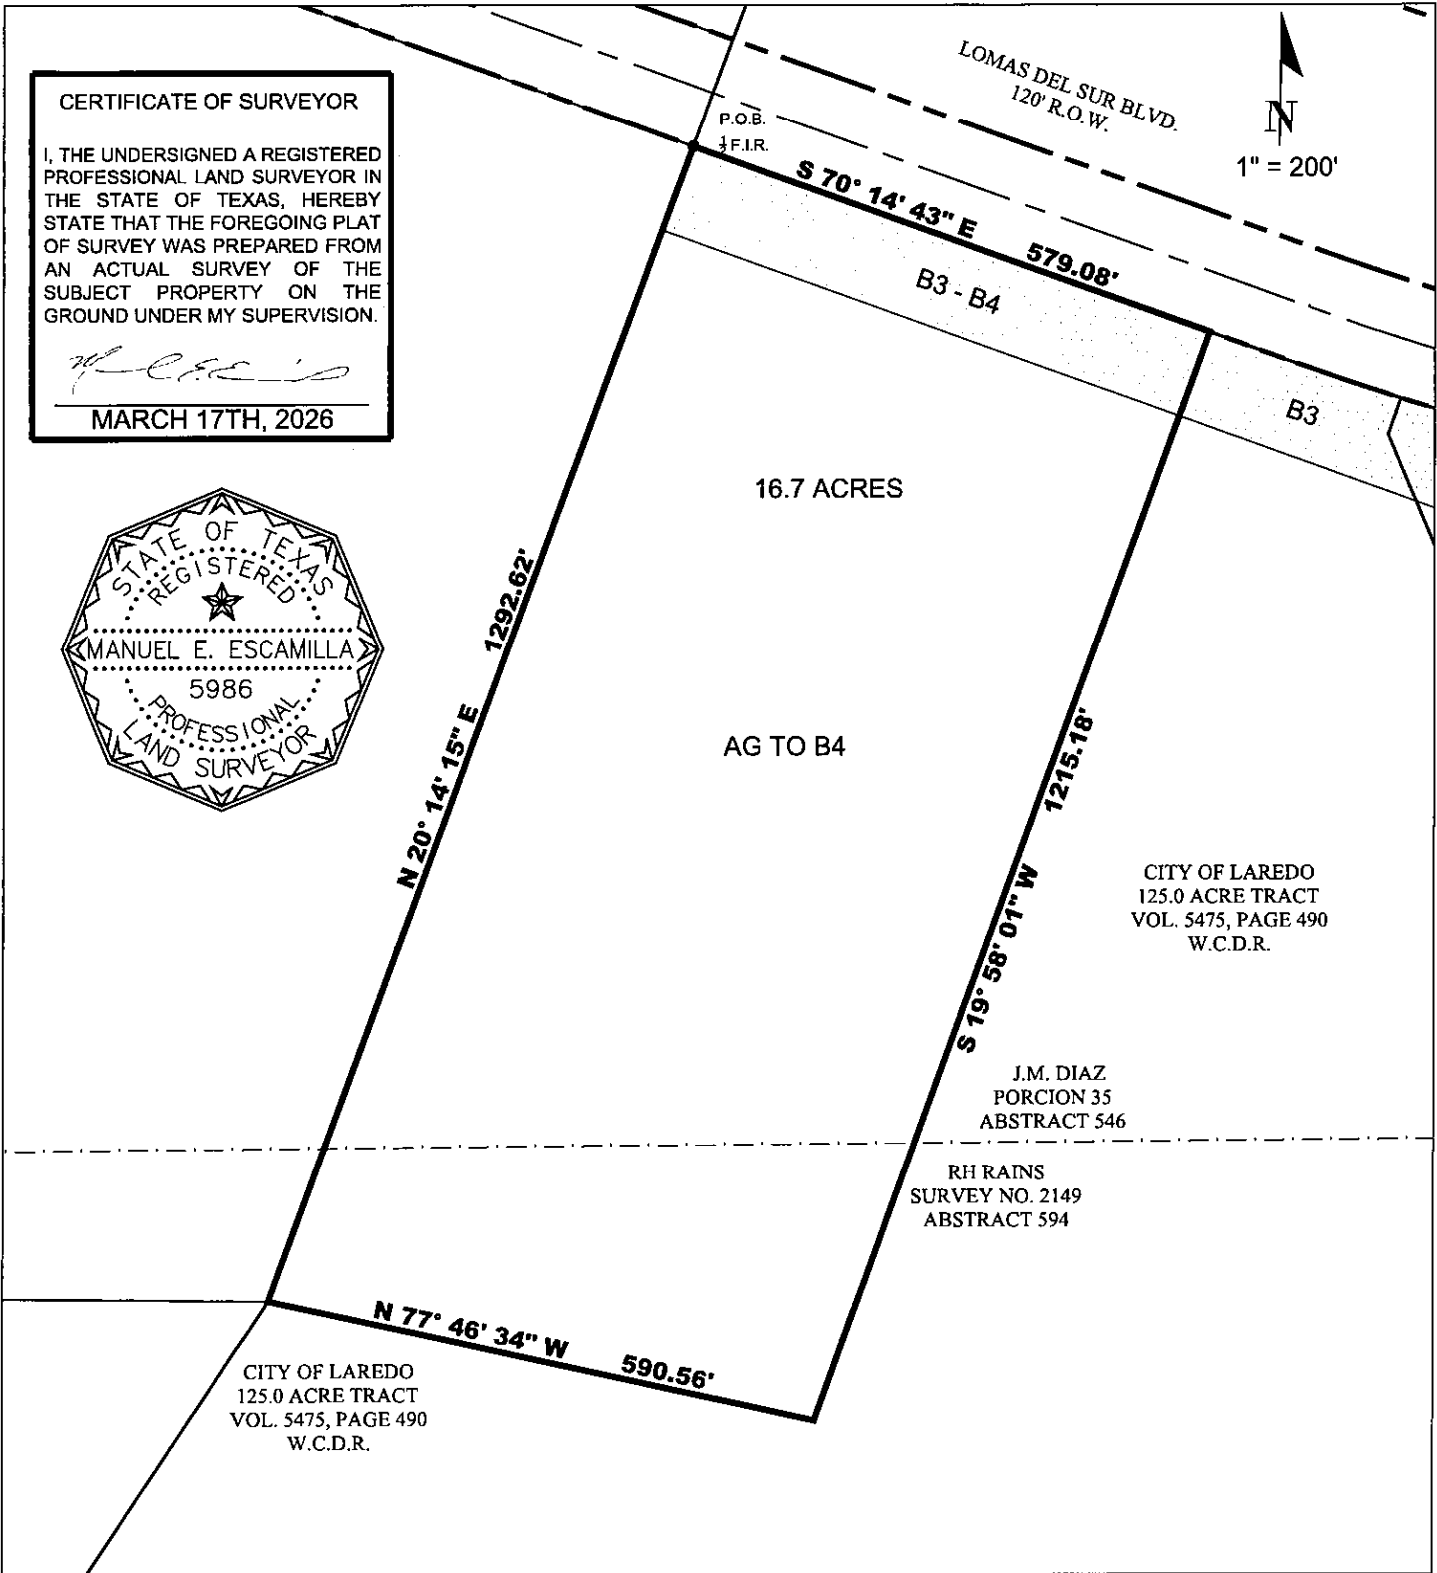 CERTIFICATE OF SURVEYOR
I, THE UNDERSIGNED A REGISTERED
PROFESSIONAL LAND SURVEYOR IN
THE STATE OF TEXAS, HEREBY
STATE THAT THE FOREGOING PLAT
OF SURVEY WAS PREPARED FROM
AN ACTUAL SURVEY OF THE
SUBJECT PROPERTY ON THE
GROUND UNDER MY SUPERVISION.
MARCH 17TH, 2026
STATE OF TEXAS
REGISTERED
MANUEL E. ESCAMILLA
5986
PROFESSIONAL
LAND SURVEYOR
LOMAS DEL SUR BLVD.
120' R.O.W.
N
1" = 200'
P.O.B.
½ F.I.R.
S 70° 14' 43" E 579.08'
B3 - B4
B3
16.7 ACRES
N 20° 14' 15" E 1292.62'
AG TO B4
S 19° 58' 01" W 1215.18'
CITY OF LAREDO
125.0 ACRE TRACT
VOL. 5475, PAGE 490
W.C.D.R.
J.M. DIAZ
PORCION 35
ABSTRACT 546
RH RAINS
SURVEY NO. 2149
ABSTRACT 594
N 77° 46' 34" W 590.56'
CITY OF LAREDO
125.0 ACRE TRACT
VOL. 5475, PAGE 490
W.C.D.R.